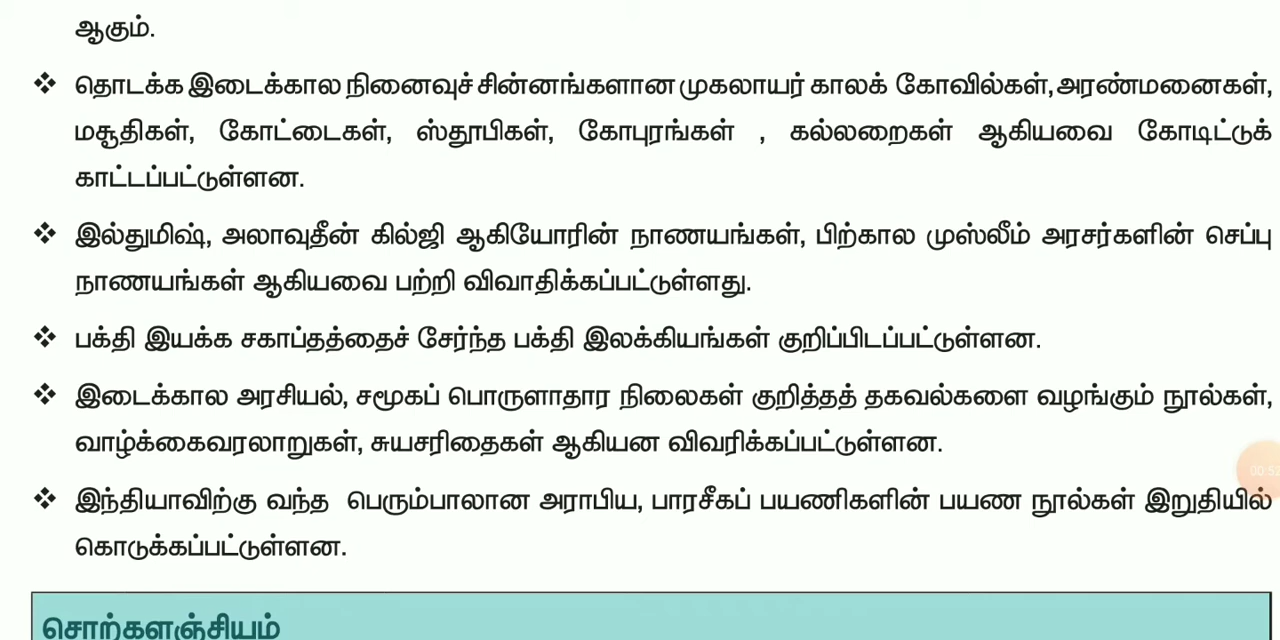 ஆகும்.
❖ தொடக்க இடைக்கால நினைவுச் சின்னங்களான முகலாயர் காலக் கோவில்கள், அரண்மனைகள்,
மசூதிகள், கோட்டைகள், ஸ்தூபிகள், கோபுரங்கள் , கல்லறைகள் ஆகியவை கோடிட்டுக்
காட்டப்பட்டுள்ளன.
❖ இல்துமிஷ், அலாவுதீன் கில்ஜி ஆகியோரின் நாணயங்கள், பிற்கால முஸ்லீம் அரசர்களின் செப்பு
நாணயங்கள் ஆகியவை பற்றி விவாதிக்கப்பட்டுள்ளது.
❖ பக்தி இயக்க சகாப்தத்தைச் சேர்ந்த பக்தி இலக்கியங்கள் குறிப்பிடப்பட்டுள்ளன.
❖ இடைக்கால அரசியல், சமூகப் பொருளாதார நிலைகள் குறித்தத் தகவல்களை வழங்கும் நூல்கள்,
வாழ்க்கைவரலாறுகள், சுயசரிதைகள் ஆகியன விவரிக்கப்பட்டுள்ளன.
❖ இந்தியாவிற்கு வந்த பெரும்பாலான அராபிய, பாரசீகப் பயணிகளின் பயண நூல்கள் இறுதியில்
கொடுக்கப்பட்டுள்ளன.
சொற்களஞ்சியம்